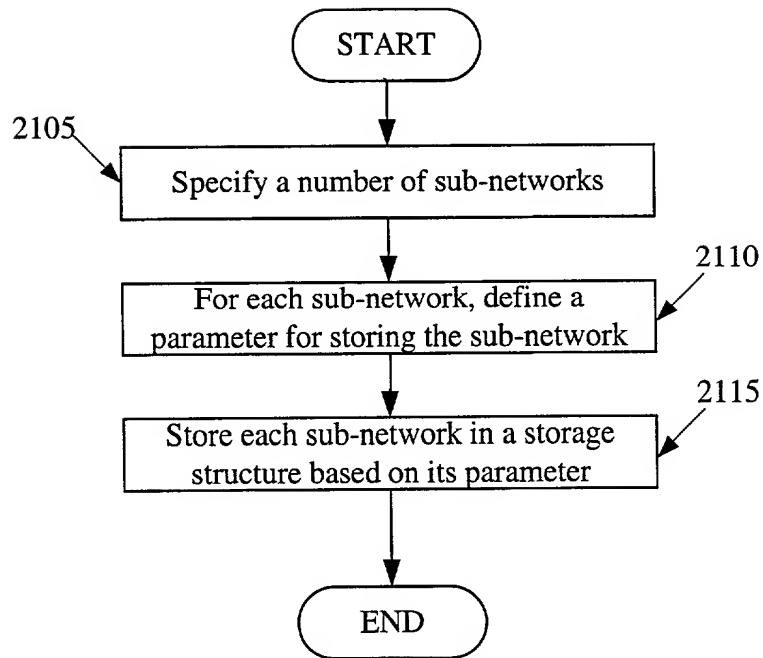 START
2105
Specify a number of sub-networks
2110
For each sub-network, define a
parameter for storing the sub-network
2115
Store each sub-network in a storage
structure based on its parameter
END